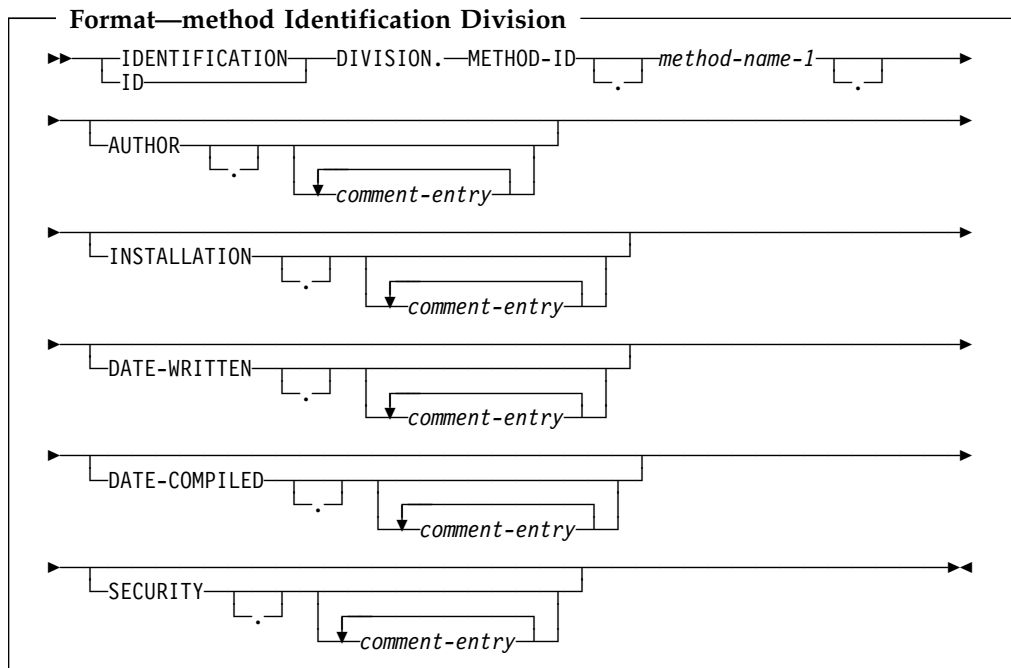 Format—method Identification Division
IDENTIFICATION DIVISION. METHOD-ID . method-name-1 .
ID
AUTHOR . comment-entry
INSTALLATION . comment-entry
DATE-WRITTEN . comment-entry
DATE-COMPILED . comment-entry
SECURITY . comment-entry